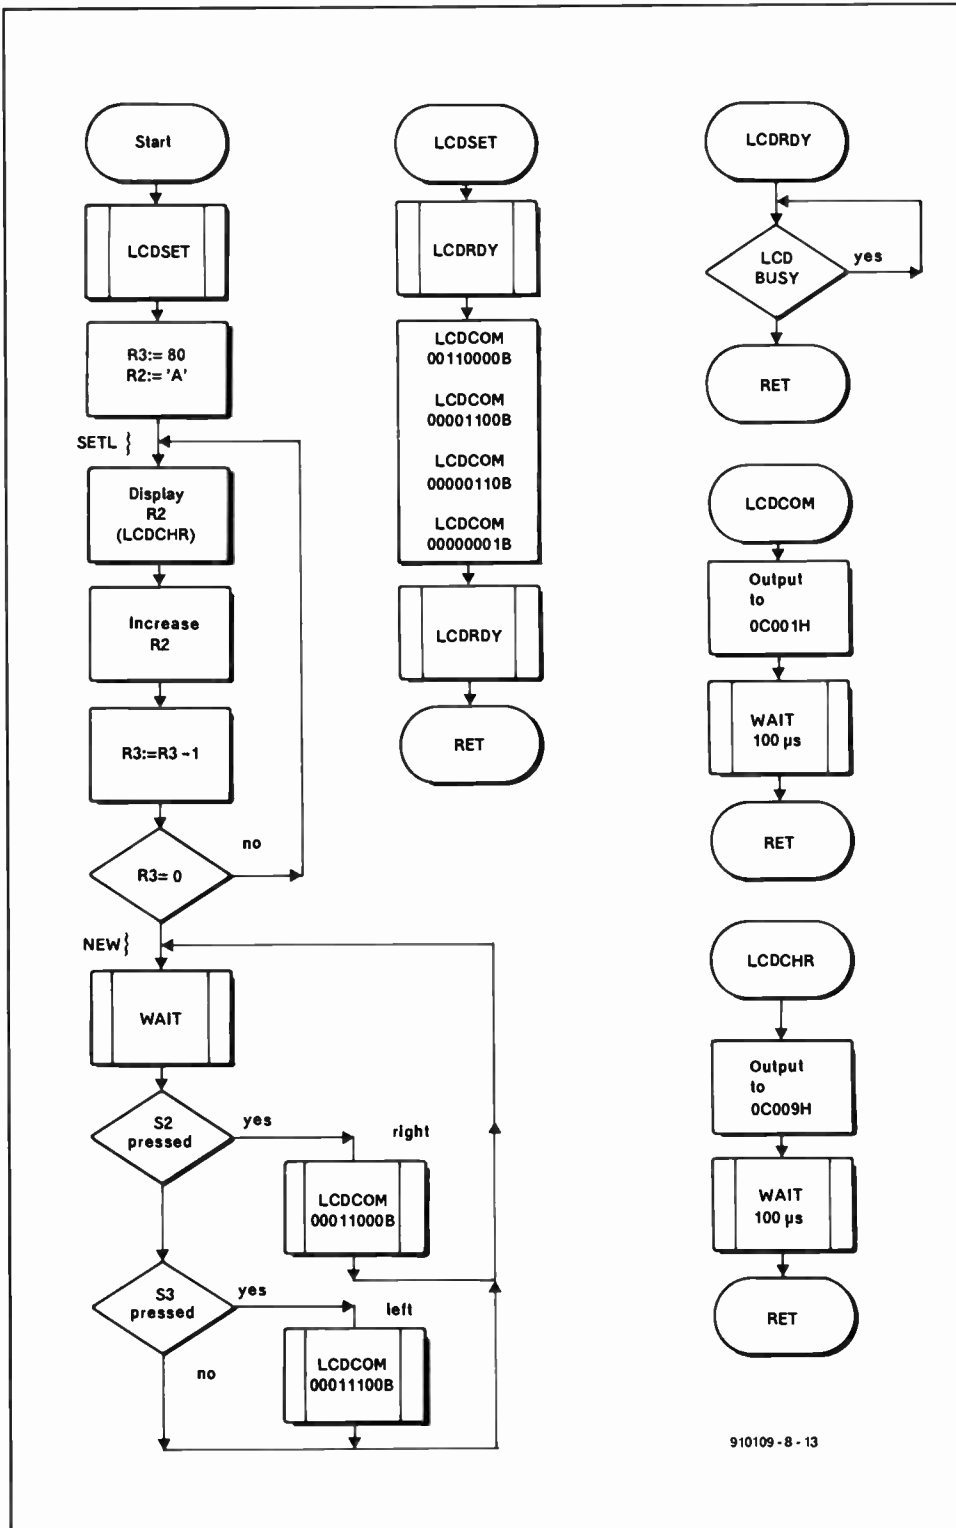 Start
LCDSET
R3:= 80
R2:= 'A'
SETL }
Display
R2
(LCDCHR)
Increase
R2
R3:=R3-1
no
R3= 0
NEW }
WAIT
S2
pressed
yes
right
LCDCOM
00011000B
S3
pressed
yes
left
no
LCDCOM
00011100B
LCDSET
LCDRDY
LCDCOM
00110000B
LCDCOM
00001100B
LCDCOM
00000110B
LCDCOM
00000001B
LCDRDY
RET
LCDRDY
LCD
BUSY
yes
RET
LCDCOM
Output
to
0C001H
WAIT
100 µs
RET
LCDCHR
Output
to
0C009H
WAIT
100 µs
RET
910109 - 8 - 13